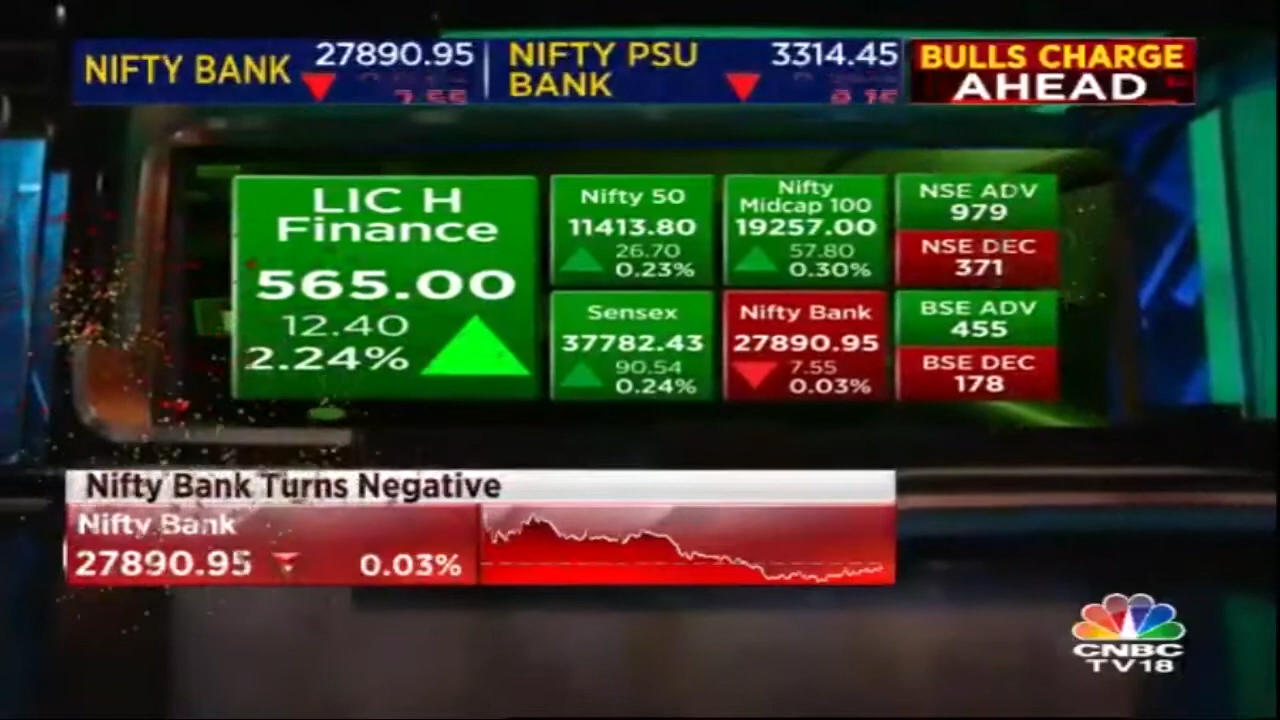 NIFTY BANK
27890.95
NIFTY PSU
BANK
3314.45
BULLS CHARGE
AHEAD
LIC H
Finance
565.00
12.40
2.24%
Nifty 50
11413.80
26.70
0.23%
Nifty
Midcap 100
19257.00
57.80
0.30%
NSE ADV
979
NSE DEC
371
Sensex
37782.43
90.54
0.24%
Nifty Bank
27890.95
7.55
0.03%
BSE ADV
455
BSE DEC
178
Nifty Bank Turns Negative
Nifty Bank
27890.95
0.03%
CNBC
TV18